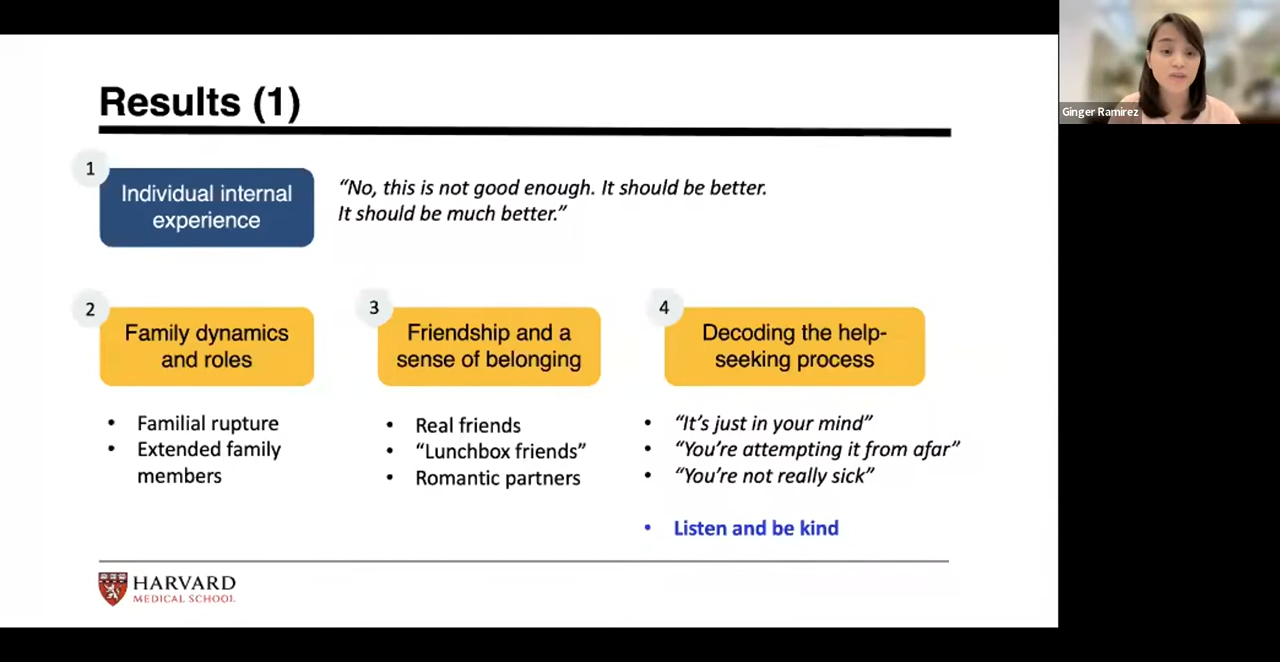 Results (1)
1
Individual internal
experience
“No, this is not good enough. It should be better.
It should be much better.”
2
Family dynamics
and roles
• Familial rupture
• Extended family
members
3
Friendship and a
sense of belonging
• Real friends
• “Lunchbox friends”
• Romantic partners
4
Decoding the help-
seeking process
• “It’s just in your mind”
• “You’re attempting it from afar”
• “You’re not really sick”
• Listen and be kind
HARVARD
MEDICAL SCHOOL
Ginger Ramirez